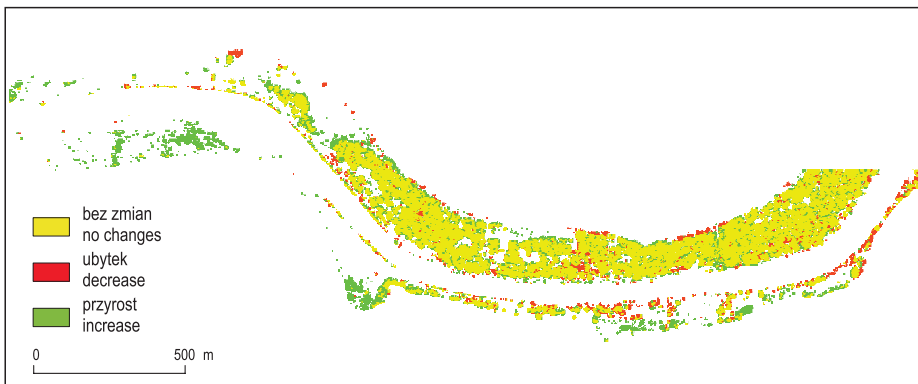 bez zmian
no changes
ubytek
decrease
przyrost
increase
0 500 m